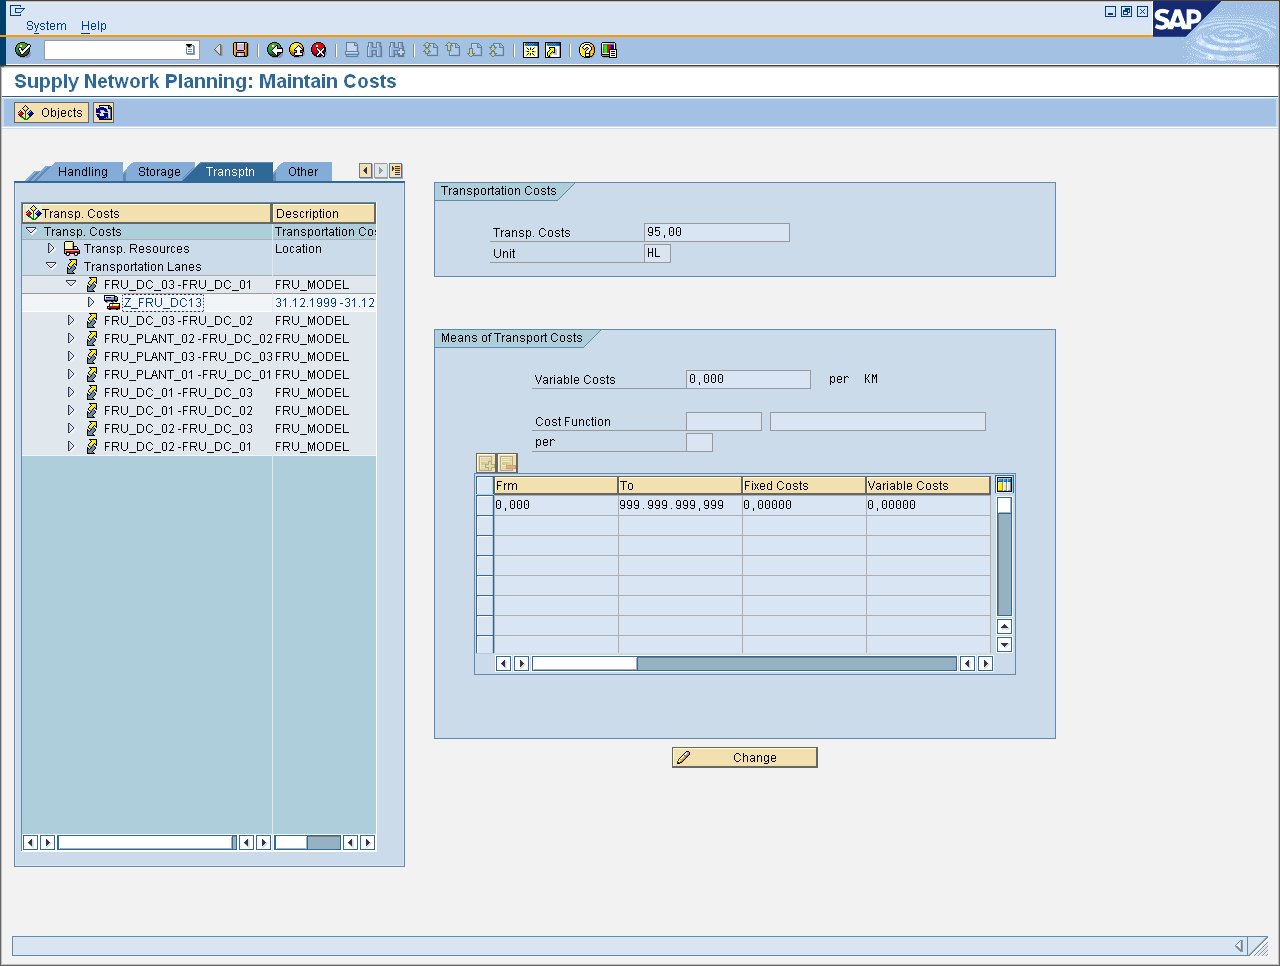 System Help
SAP
Supply Network Planning: Maintain Costs
Objects
Handling Storage Transptn Other
Transp. Costs Description
Transp. Costs Transportation Cos
Transp. Resources Location
Transportation Lanes
FRU_DC_03 -FRU_DC_01 FRU_MODEL
Z_FRU_DC13 31.12.1999 -31.12
FRU_DC_03 -FRU_DC_02 FRU_MODEL
FRU_PLANT_02 -FRU_DC_02 FRU_MODEL
FRU_PLANT_03 -FRU_DC_03 FRU_MODEL
FRU_PLANT_01 -FRU_DC_01 FRU_MODEL
FRU_DC_01 -FRU_DC_03 FRU_MODEL
FRU_DC_01 -FRU_DC_02 FRU_MODEL
FRU_DC_02 -FRU_DC_03 FRU_MODEL
FRU_DC_02 -FRU_DC_01 FRU_MODEL
Transportation Costs
Transp. Costs 95,00
Unit HL
Means of Transport Costs
Variable Costs 0,000 per KM
Cost Function
per
Frm To Fixed Costs Variable Costs
0,000 999.999.999,999 0,00000 0,00000
Change